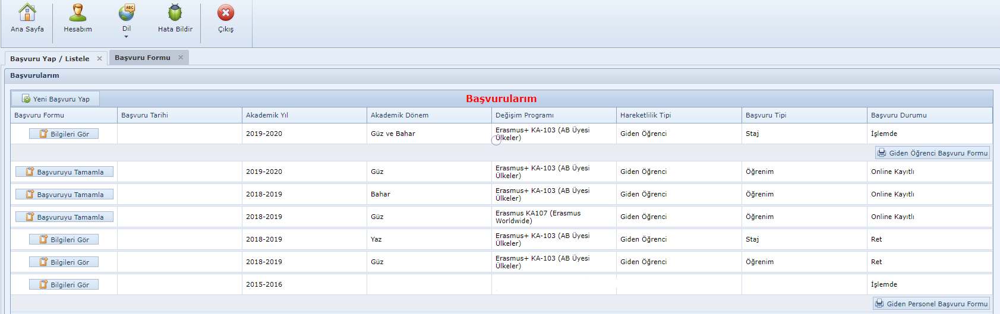 Ana Sayfa
Hesabım
ABC
Dil
Hata Bildir
Çıkış
Başvuru Yap / Listele
Başvuru Formu
Başvurularım
Yeni Başvuru Yap
Başvurularım
Başvuru Formu Başvuru Tarihi Akademik Yıl Akademik Dönem Değişim Programı Hareketlilik Tipi Başvuru Tipi Başvuru Durumu
Bilgileri Gör 2019-2020 Güz ve Bahar Erasmus+ KA-103 (AB Üyesi Giden Öğrenci Staj İşlemde
Ülkeler)
Giden Öğrenci Başvuru Formu
Başvuruyu Tamamla 2019-2020 Güz Erasmus+ KA-103 (AB Üyesi Giden Öğrenci Öğrenim Online Kayıtlı
Ülkeler)
Başvuruyu Tamamla 2018-2019 Bahar Erasmus+ KA-103 (AB Üyesi Giden Öğrenci Öğrenim Online Kayıtlı
Ülkeler)
Başvuruyu Tamamla 2018-2019 Güz Erasmus KA107 (Erasmus Giden Öğrenci Öğrenim Online Kayıtlı
Worldwide)
Bilgileri Gör 2018-2019 Yaz Erasmus+ KA-103 (AB Üyesi Giden Öğrenci Staj Ret
Ülkeler)
Bilgileri Gör 2018-2019 Güz Erasmus+ KA-103 (AB Üyesi Giden Öğrenci Öğrenim Ret
Ülkeler)
Bilgileri Gör 2015-2016 İşlemde
Giden Personel Başvuru Formu